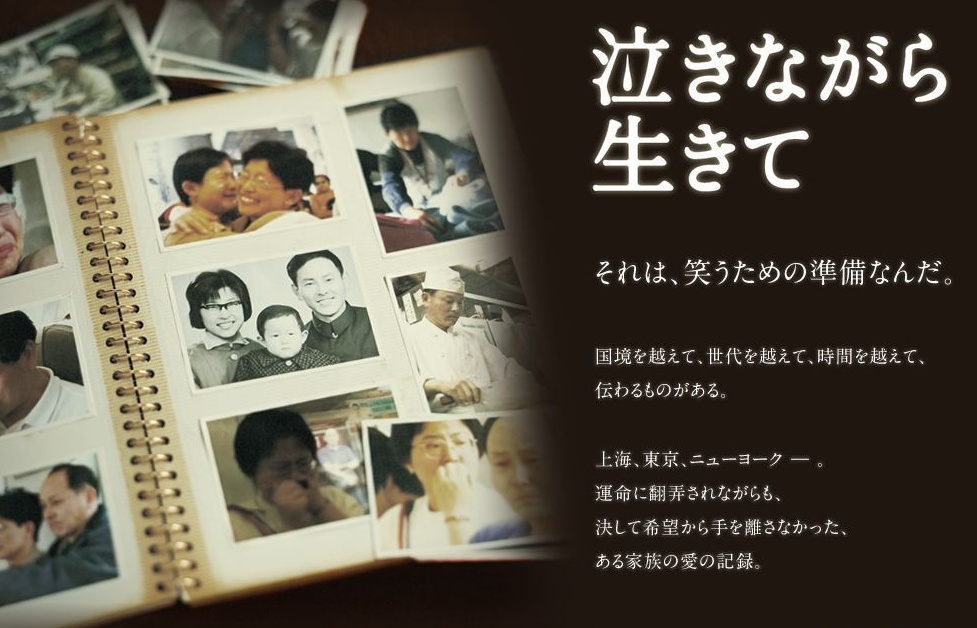 泣きながら
生きて
それは、笑うための準備なんだ。
国境を越えて、世代を越えて、時間を越えて、
伝わるものがある。
上海、東京、ニューヨーク ― 。
運命に翻弄されながらも、
決して希望から手を離さなかった、
ある家族の愛の記録。